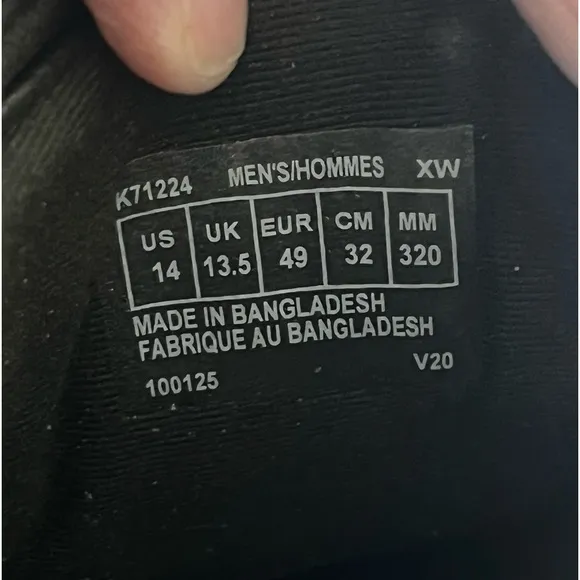 K71224 MEN'S/HOMMES XW
US UK EUR CM MM
14 13.5 49 32 320
MADE IN BANGLADESH
FABRIQUE AU BANGLADESH
100125 V20